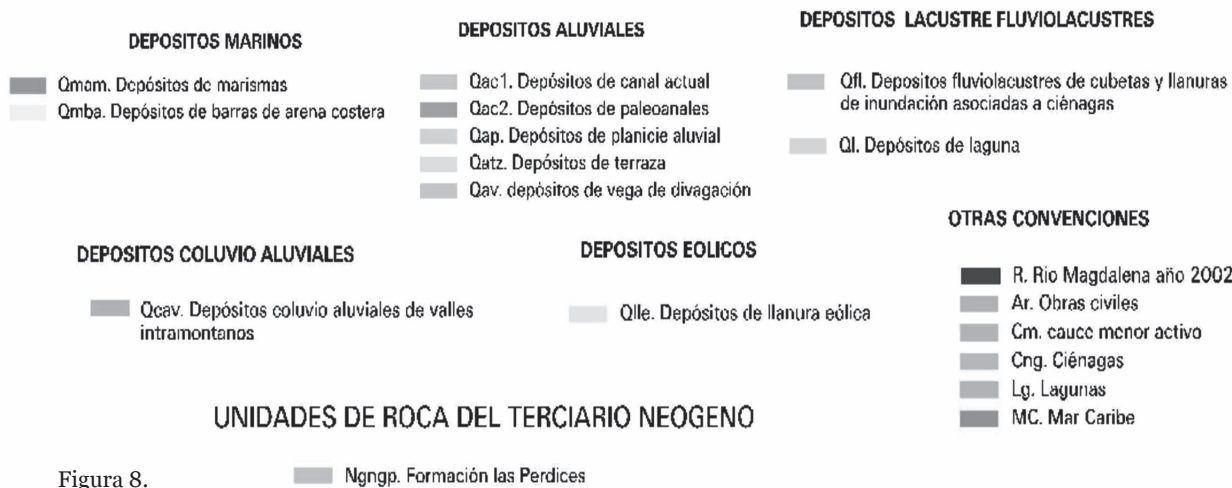 DEPOSITOS MARINOS
Qmam. Depósitos de marismas
Qmba. Depósitos de barras de arena costera
DEPOSITOS ALUVIALES
Qac1. Depósitos de canal actual
Qac2. Depósitos de paleoanales
Qap. Depósitos de planicie aluvial
Qatz. Depósitos de terraza
Qav. depósitos de vega de divagación
DEPOSITOS LACUSTRE FLUVIOLACUSTRES
Qfl. Depositos fluviolacustres de cubetas y llanuras
de inundación asociadas a ciénagas
Ql. Depósitos de laguna
DEPOSITOS COLUVIO ALUVIALES
Qcav. Depósitos coluvio aluviales de valles
intramontanos
DEPOSITOS EOLICOS
Qlle. Depósitos de llanura eólica
OTRAS CONVENCIONES
R. Rio Magdalena año 2002
Ar. Obras civiles
Cm. cauce menor activo
Cng. Ciénagas
Lg. Lagunas
MC. Mar Caribe
UNIDADES DE ROCA DEL TERCIARIO NEOGENO
Ngngp. Formación las Perdices
Figura 8.